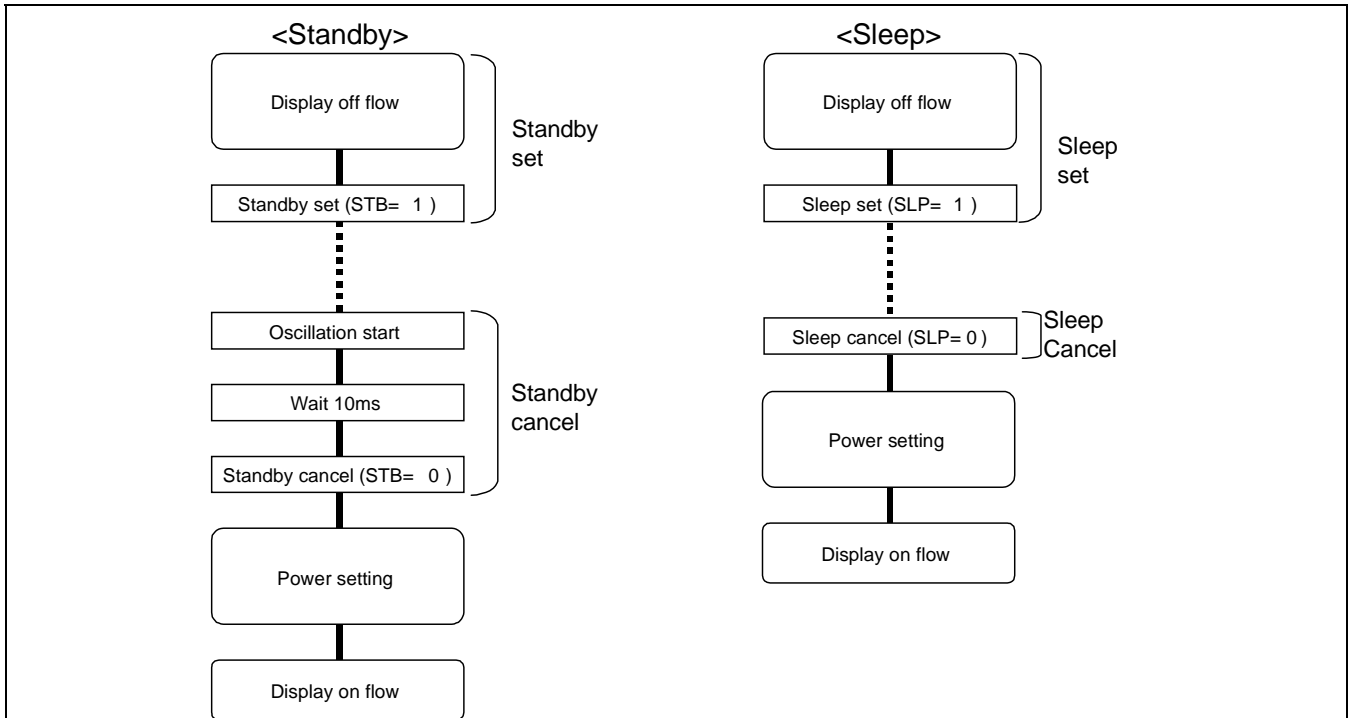 <Standby>
Display off flow
Standby set (STB= 1 )
Standby
set
Oscillation start
Wait 10ms
Standby cancel (STB= 0 )
Standby
cancel
Power setting
Display on flow
<Sleep>
Display off flow
Sleep set (SLP= 1 )
Sleep
set
Sleep cancel (SLP= 0 )
Sleep
Cancel
Power setting
Display on flow